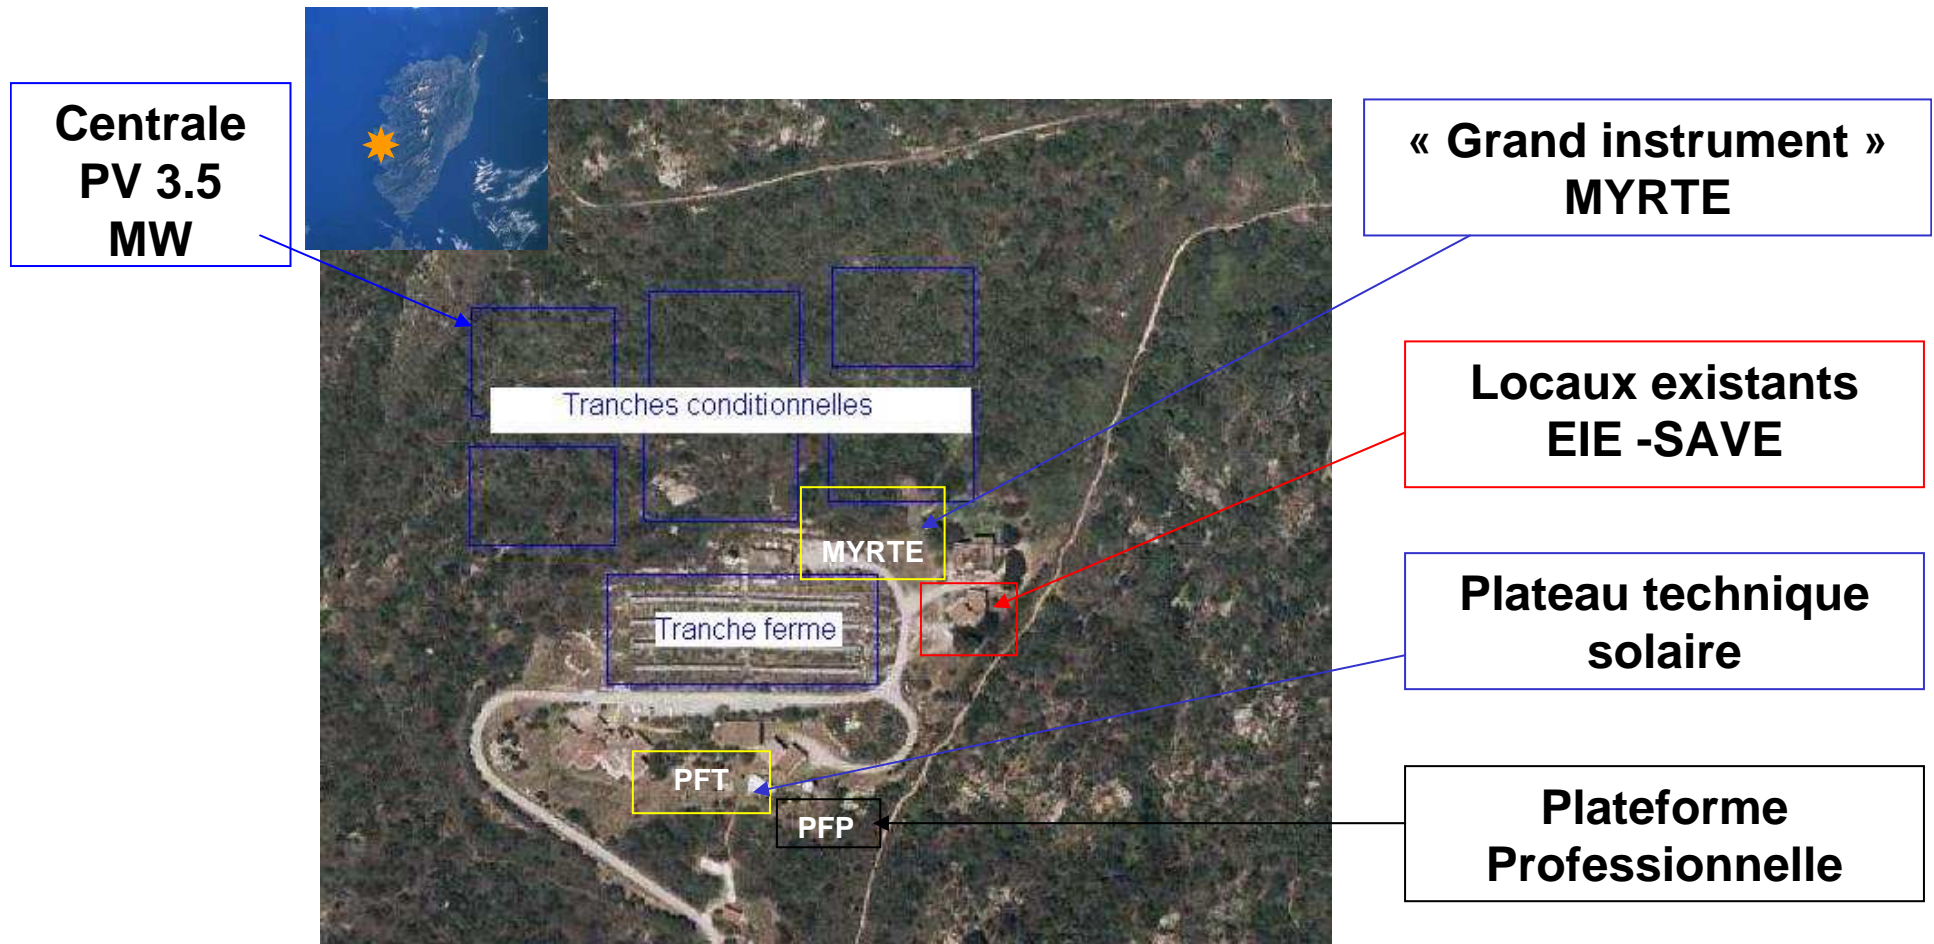 Centrale
PV 3.5
MW
« Grand instrument »
MYRTE
Locaux existants
EIE -SAVE
Tranches conditionnelles
MYRTE
Tranche ferme
Plateau technique
solaire
PFT
PFP
Plateforme
Professionnelle